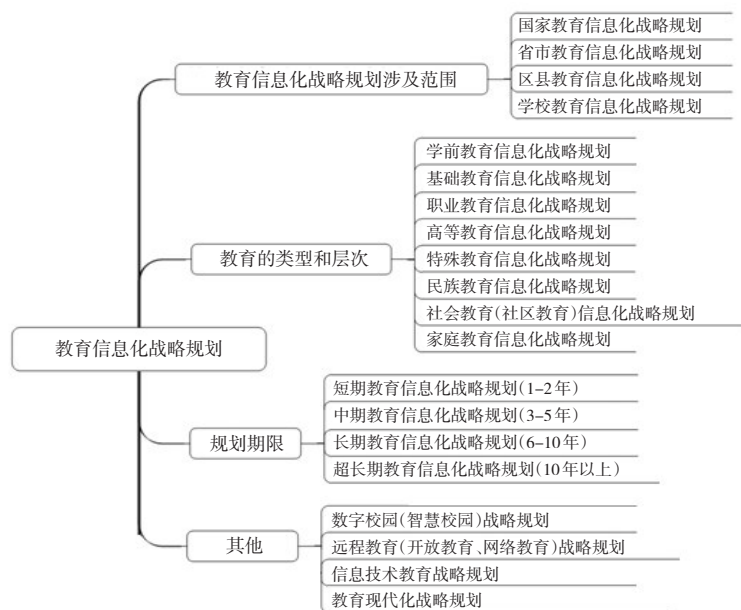 国家教育信息化战略规划
省市教育信息化战略规划
教育信息化战略规划涉及范围
区县教育信息化战略规划
学校教育信息化战略规划
学前教育信息化战略规划
基础教育信息化战略规划
职业教育信息化战略规划
高等教育信息化战略规划
教育的类型和层次
特殊教育信息化战略规划
民族教育信息化战略规划
社会教育(社区教育)信息化战略规划
家庭教育信息化战略规划
教育信息化战略规划
短期教育信息化战略规划(1-2年)
中期教育信息化战略规划(3-5年)
规划期限
长期教育信息化战略规划(6-10年)
超长期教育信息化战略规划(10年以上)
数字校园(智慧校园)战略规划
其他
远程教育(开放教育、网络教育)战略规划
信息技术教育战略规划
教育现代化战略规划